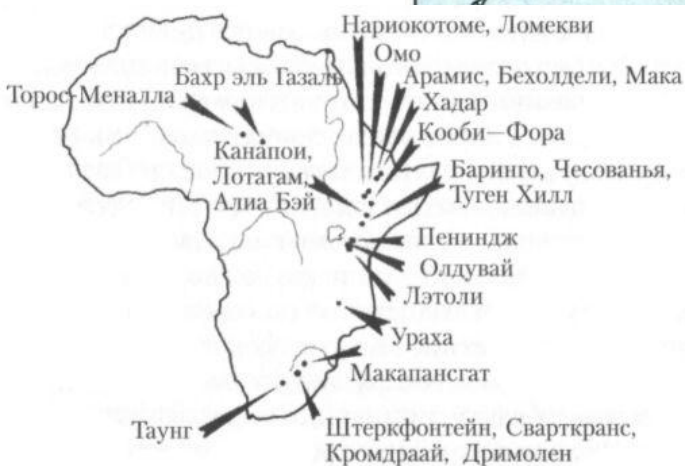 Нариокотоме, Ломекви
Омо
Арамис, Бехолдели, Мака
Хадар
Кооби—Фора
Бахр эль Газаль
Торос-Меналла
Канапои,
Лотагам,
Алиа Бэй
Баринго, Чесованья,
Туген Хилл
Пениндж
Олдувай
Лэтоли
Ураха
Макапансгат
Таунг
Штеркфонтейн, Сварткранс,
Кромдраай, Дримолен